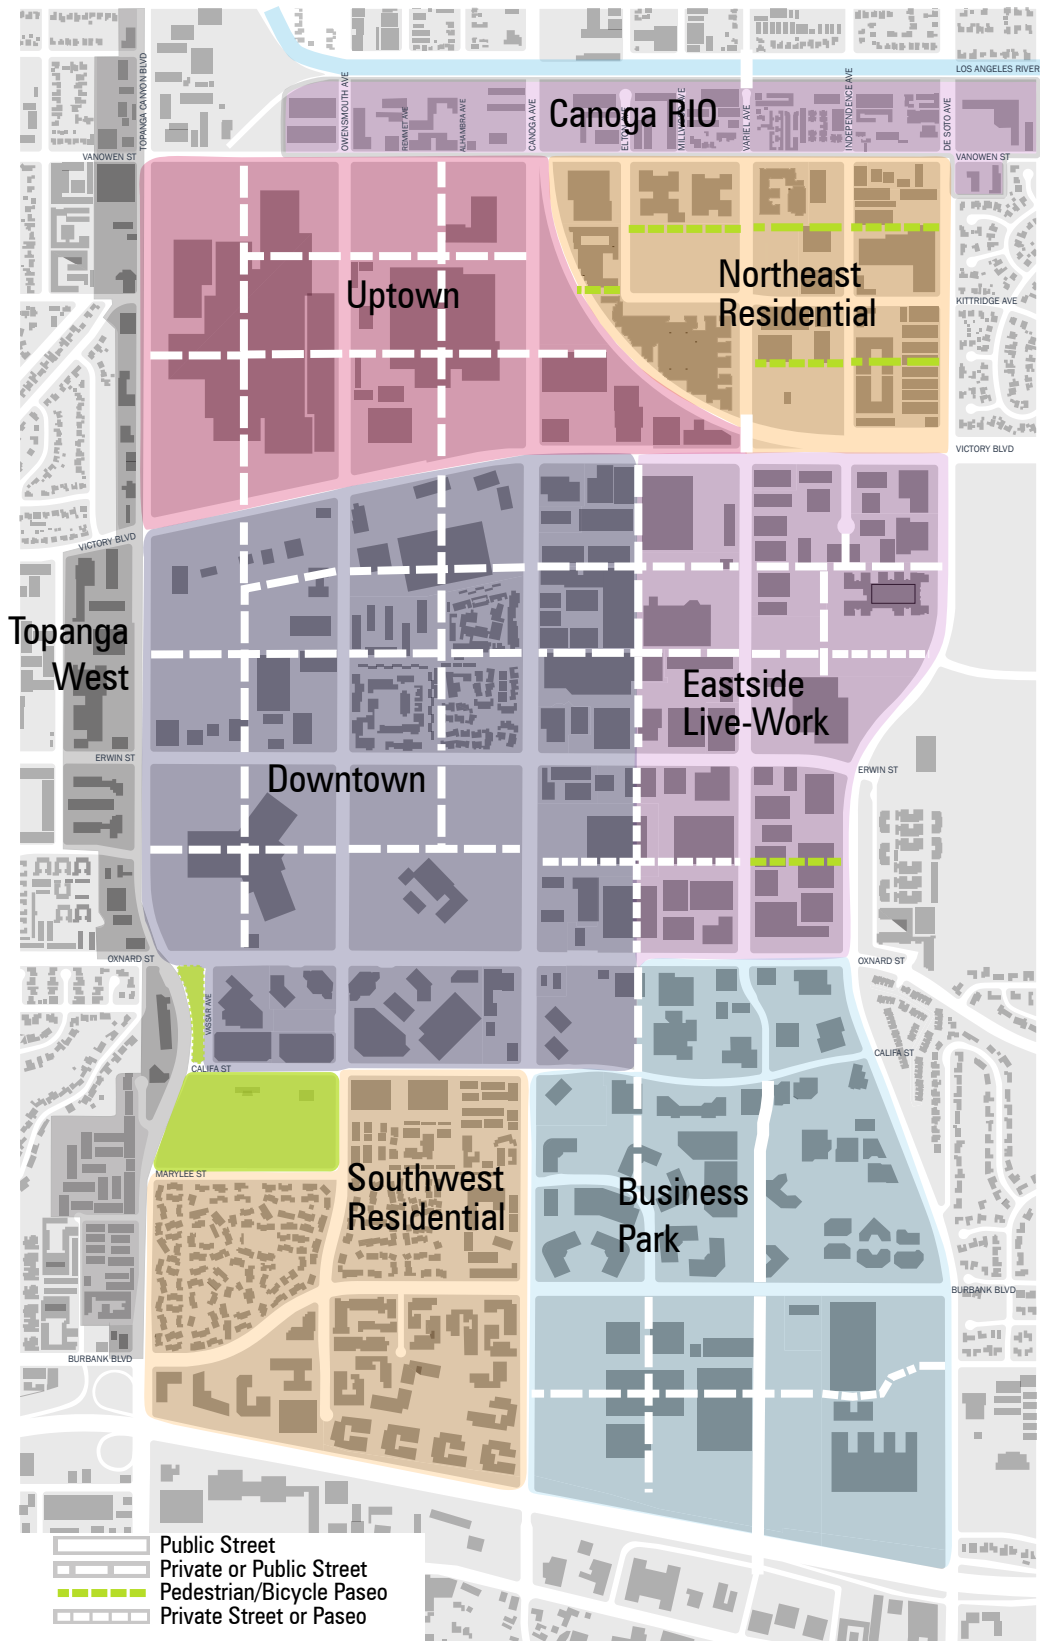 LOS ANGELES RIVER
TOPANGA CANYON BLVD
OWENSMOUTH AVE
REMMET AVE
ALHAMBRA AVE
CANOGA AVE
Canoga RIO
VARIEL AVE
INDEPENDENCE AVE
DE SOTO AVE
VANOWEN ST
VANOWEN ST
Uptown
Northeast
Residential
KITTRIDGE AVE
VICTORY BLVD
VICTORY BLVD
Topanga
West
Eastside
Live-Work
ERWIN ST
Downtown
ERWIN ST
OXNARD ST
OXNARD ST
VASSAR AVE
CALIFA ST
CALIFA ST
MARYLEE ST
Southwest
Residential
Business
Park
BURBANK BLVD
BURBANK BLVD
Public Street
Private or Public Street
Pedestrian/Bicycle Paseo
Private Street or Paseo